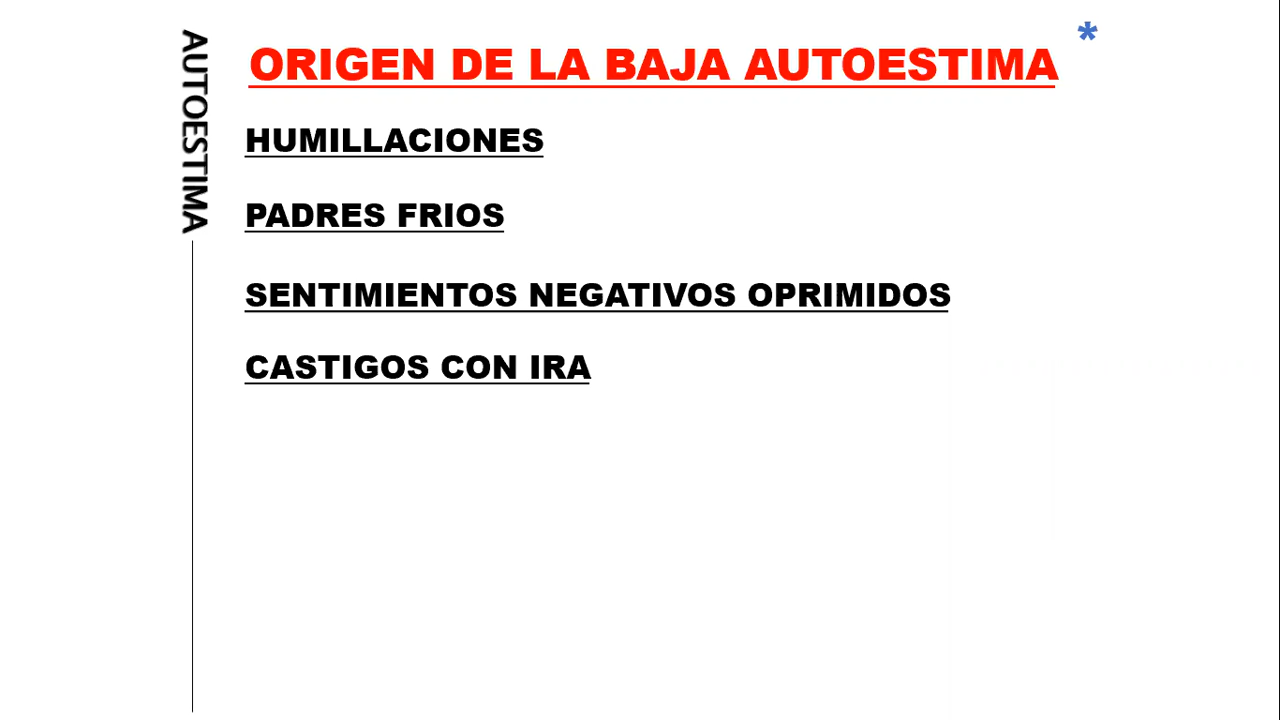 AUTOESTIMA
ORIGEN DE LA BAJA AUTOESTIMA *
HUMILLACIONES
PADRES FRIOS
SENTIMIENTOS NEGATIVOS OPRIMIDOS
CASTIGOS CON IRA